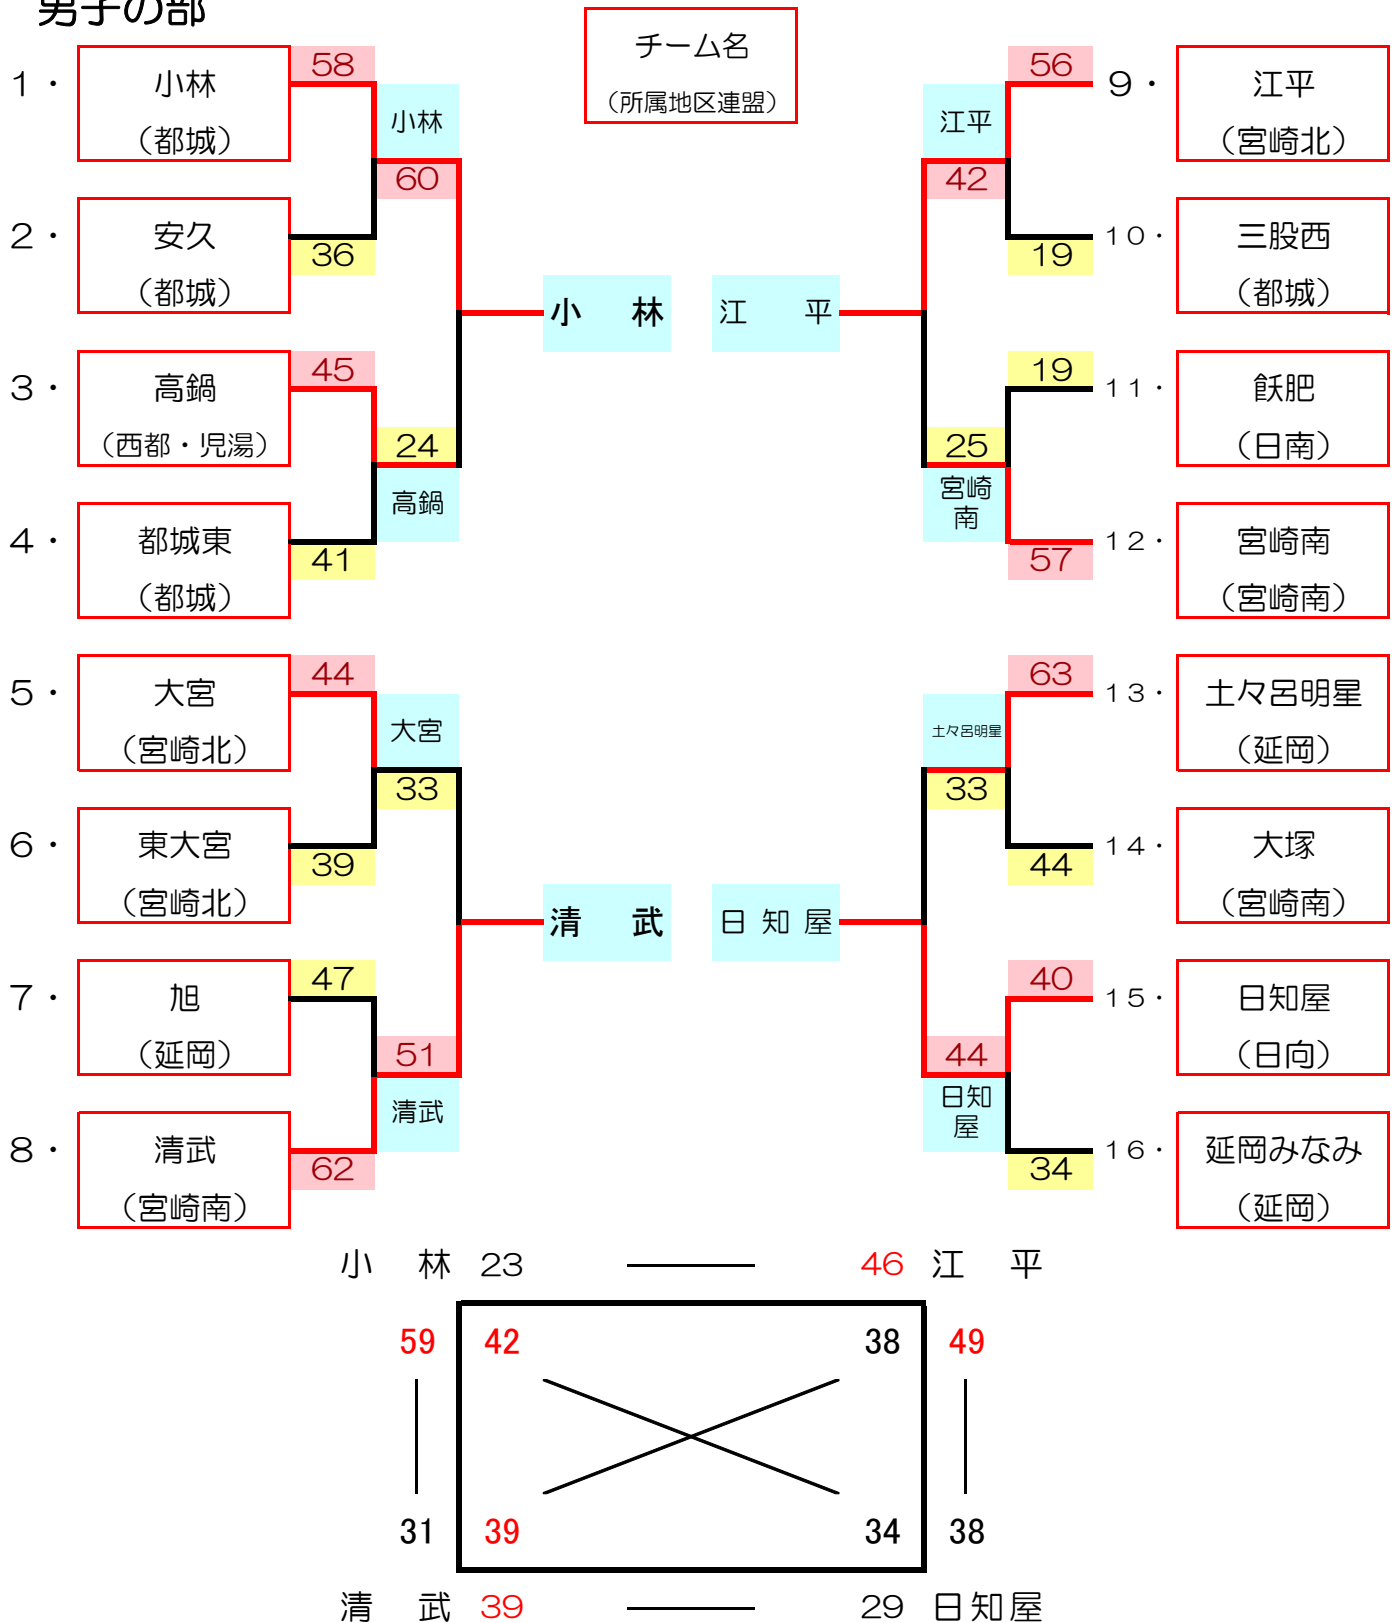 男子の部
チーム名
（所属地区連盟）
1・
小林
（都城）
58
小林
60
2・
安久
（都城）
36
小　林
3・
高鍋
（西都・児湯）
45
24
高鍋
4・
都城東
（都城）
41
5・
大宮
（宮崎北）
44
大宮
33
6・
東大宮
（宮崎北）
39
清　武
7・
旭
（延岡）
47
51
清武
8・
清武
（宮崎南）
62
56
9・
江平
（宮崎北）
江平
42
19
10・
三股西
（都城）
江　平
19
11・
飫肥
（日南）
25
宮崎
南
57
12・
宮崎南
（宮崎南）
63
13・
土々呂明星
（延岡）
土々呂明星
33
44
14・
大塚
（宮崎南）
日知屋
40
15・
日知屋
（日向）
44
日知
屋
34
16・
延岡みなみ
（延岡）
小　林 23 46 江　平
59 42 38 49
31 39 34 38
清　武 39 29 日知屋